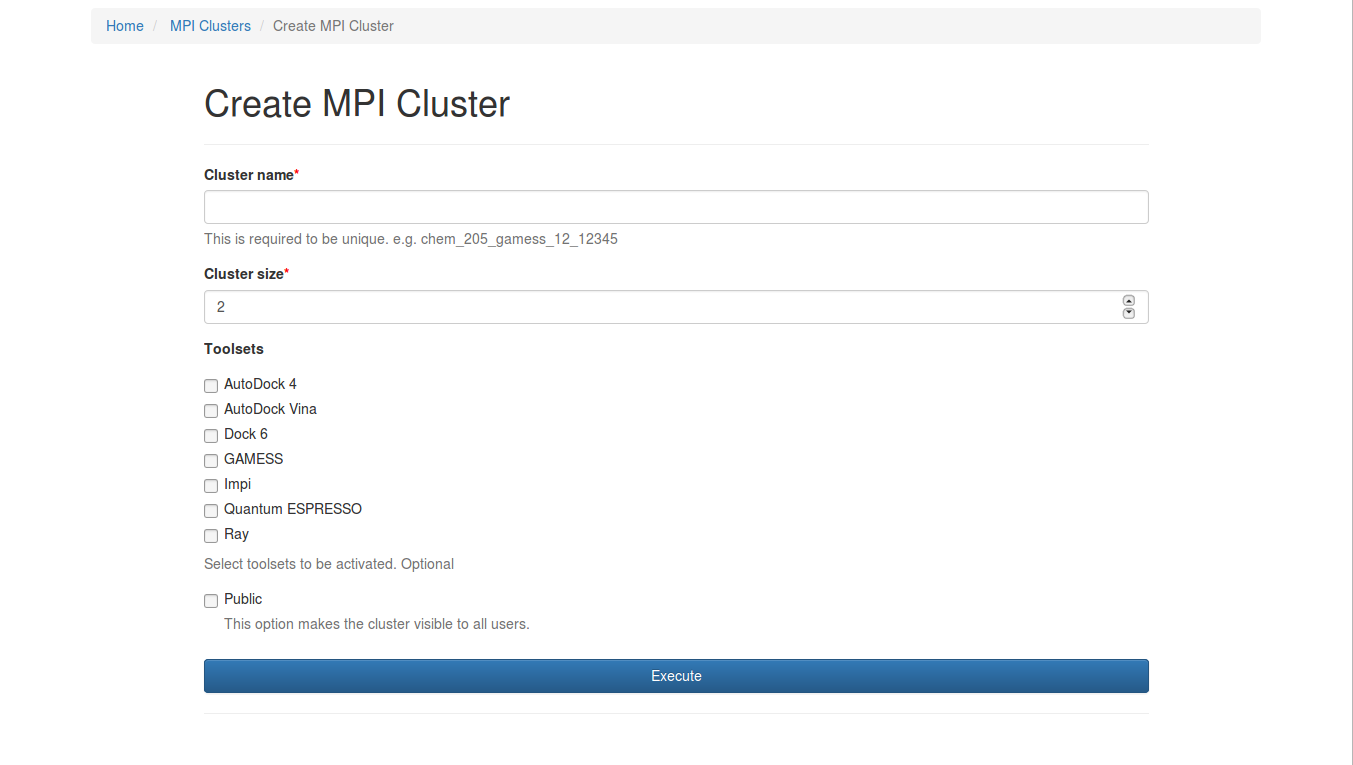 Home / MPI Clusters / Create MPI Cluster
Create MPI Cluster
Cluster name*
This is required to be unique. e.g. chem_205_gamess_12_12345
Cluster size*
2
Toolsets
AutoDock 4
AutoDock Vina
Dock 6
GAMESS
Impi
Quantum ESPRESSO
Ray
Select toolsets to be activated. Optional
Public
This option makes the cluster visible to all users.
Execute